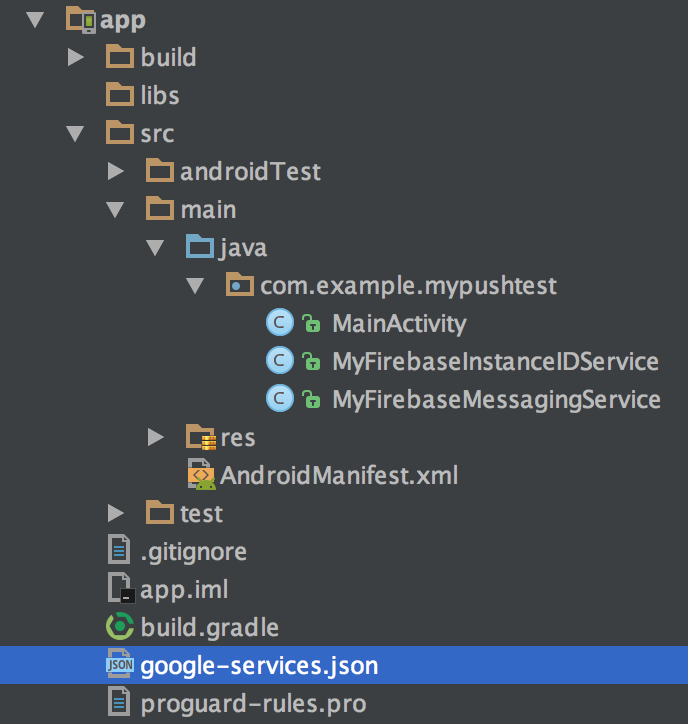 app
build
libs
src
androidTest
main
java
com.example.mypushtest
C MainActivity
C MyFirebaseInstanceIDService
C MyFirebaseMessagingService
res
AndroidManifest.xml
test
.gitignore
app.iml
build.gradle
JSON google-services.json
proguard-rules.pro